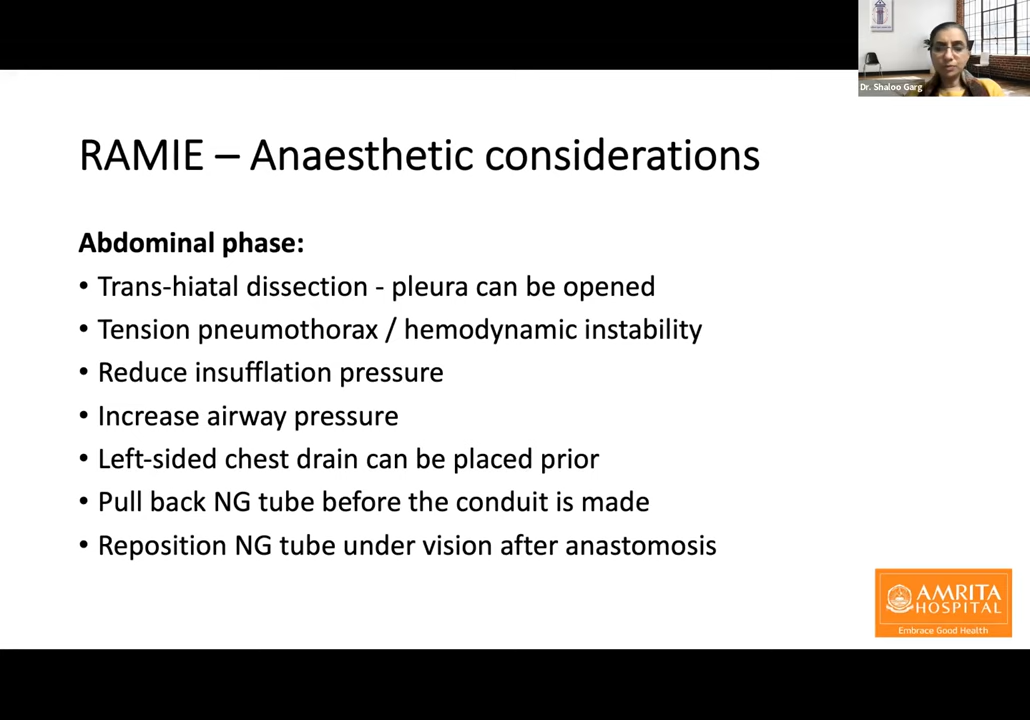 Dr. Shaloo Garg
RAMIE – Anaesthetic considerations
Abdominal phase:
• Trans-hiatal dissection - pleura can be opened
• Tension pneumothorax / hemodynamic instability
• Reduce insufflation pressure
• Increase airway pressure
• Left-sided chest drain can be placed prior
• Pull back NG tube before the conduit is made
• Reposition NG tube under vision after anastomosis
AMRITA
HOSPITAL
Embrace Good Health